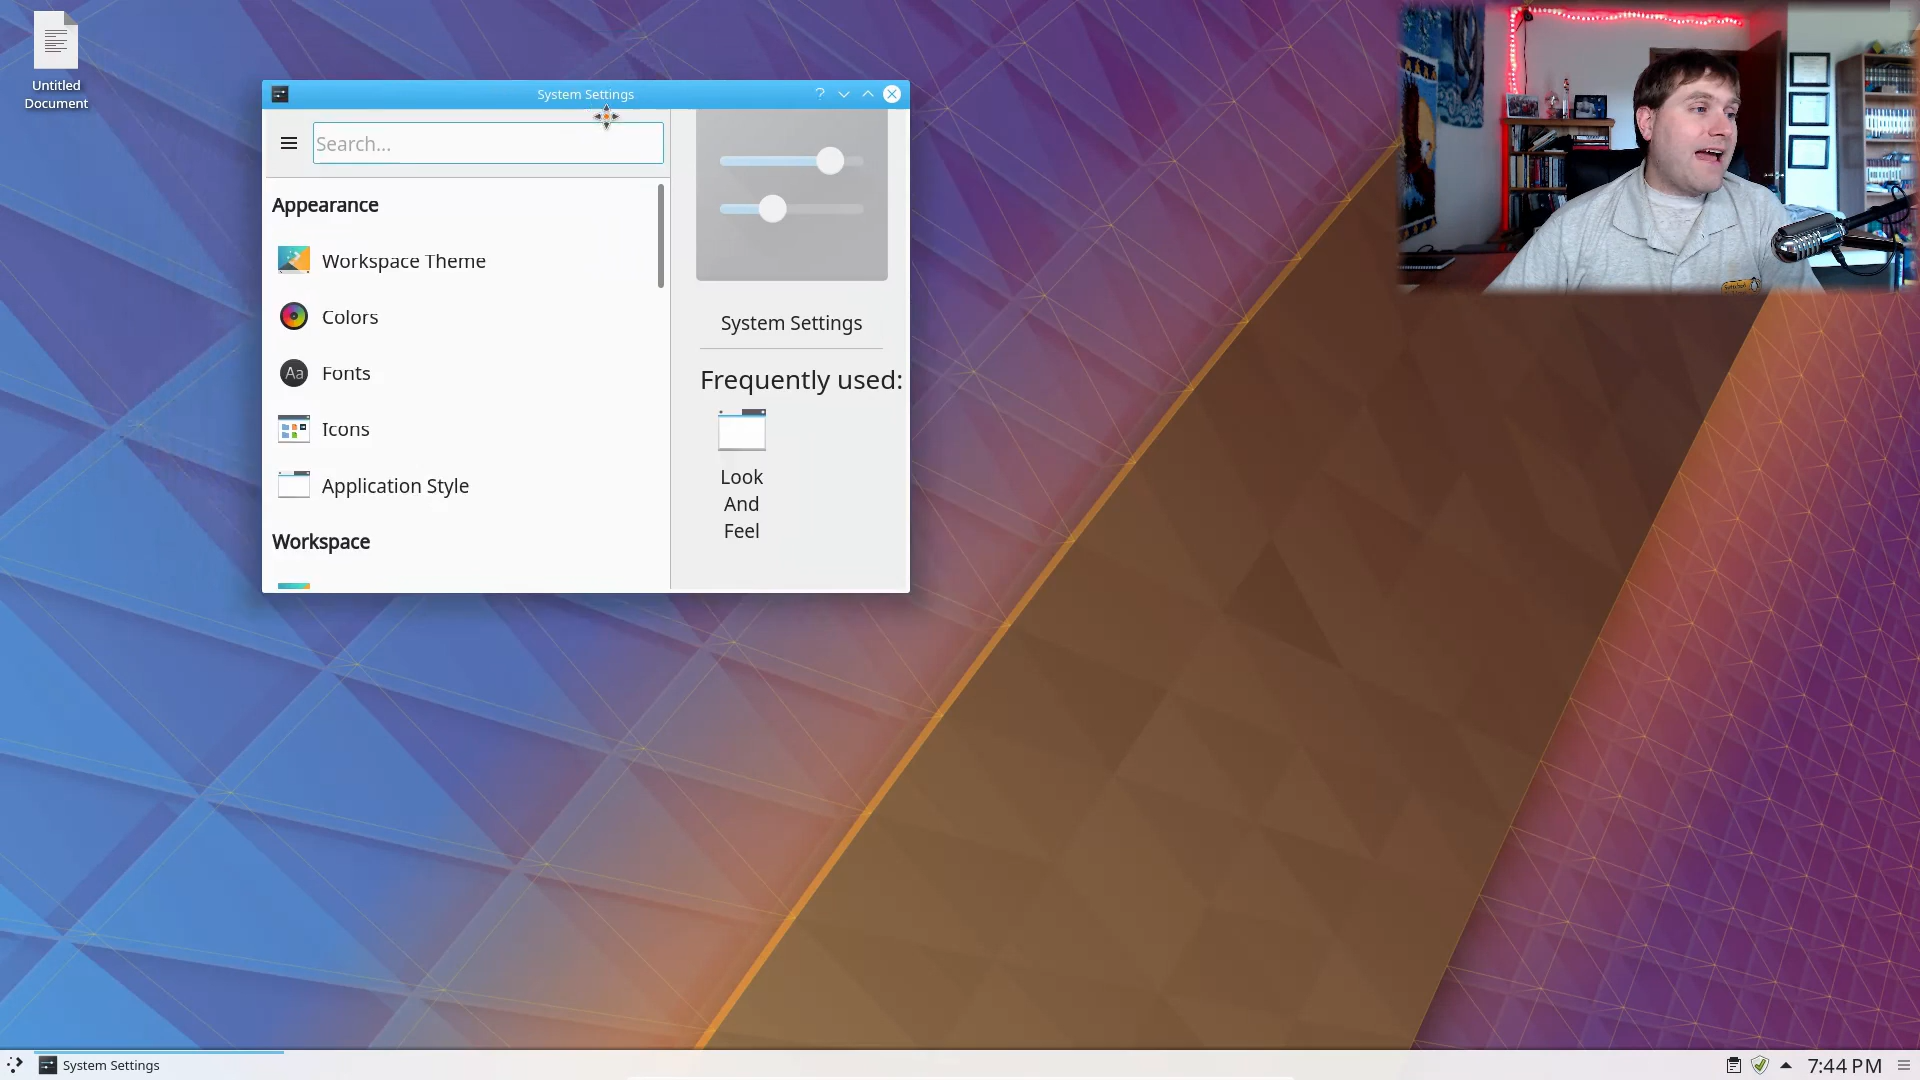 Untitled
Document
System Settings
?
Search...
Appearance
Workspace Theme
Colors
Aa
Fonts
Icons
Application Style
Workspace
System Settings
Frequently used:
Look
And
Feel
System Settings
7:44 PM